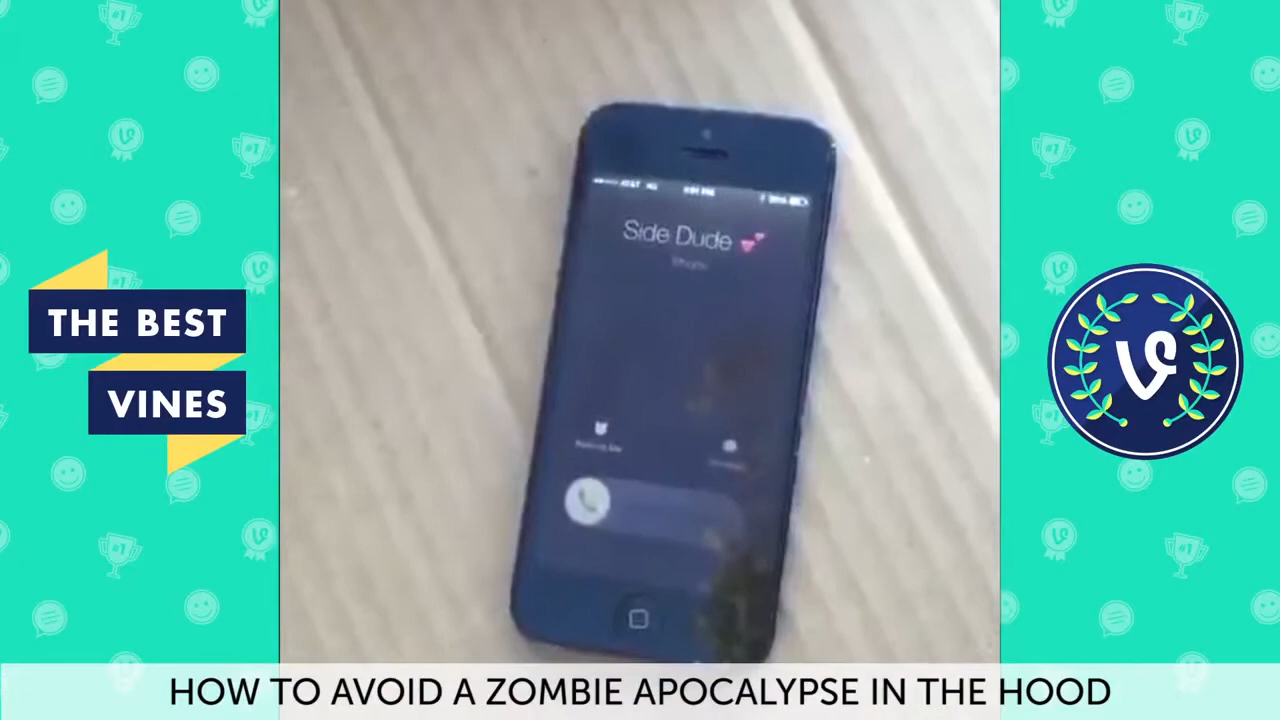 THE BEST
VINES
Side Dude 💕
HOW TO AVOID A ZOMBIE APOCALYPSE IN THE HOOD